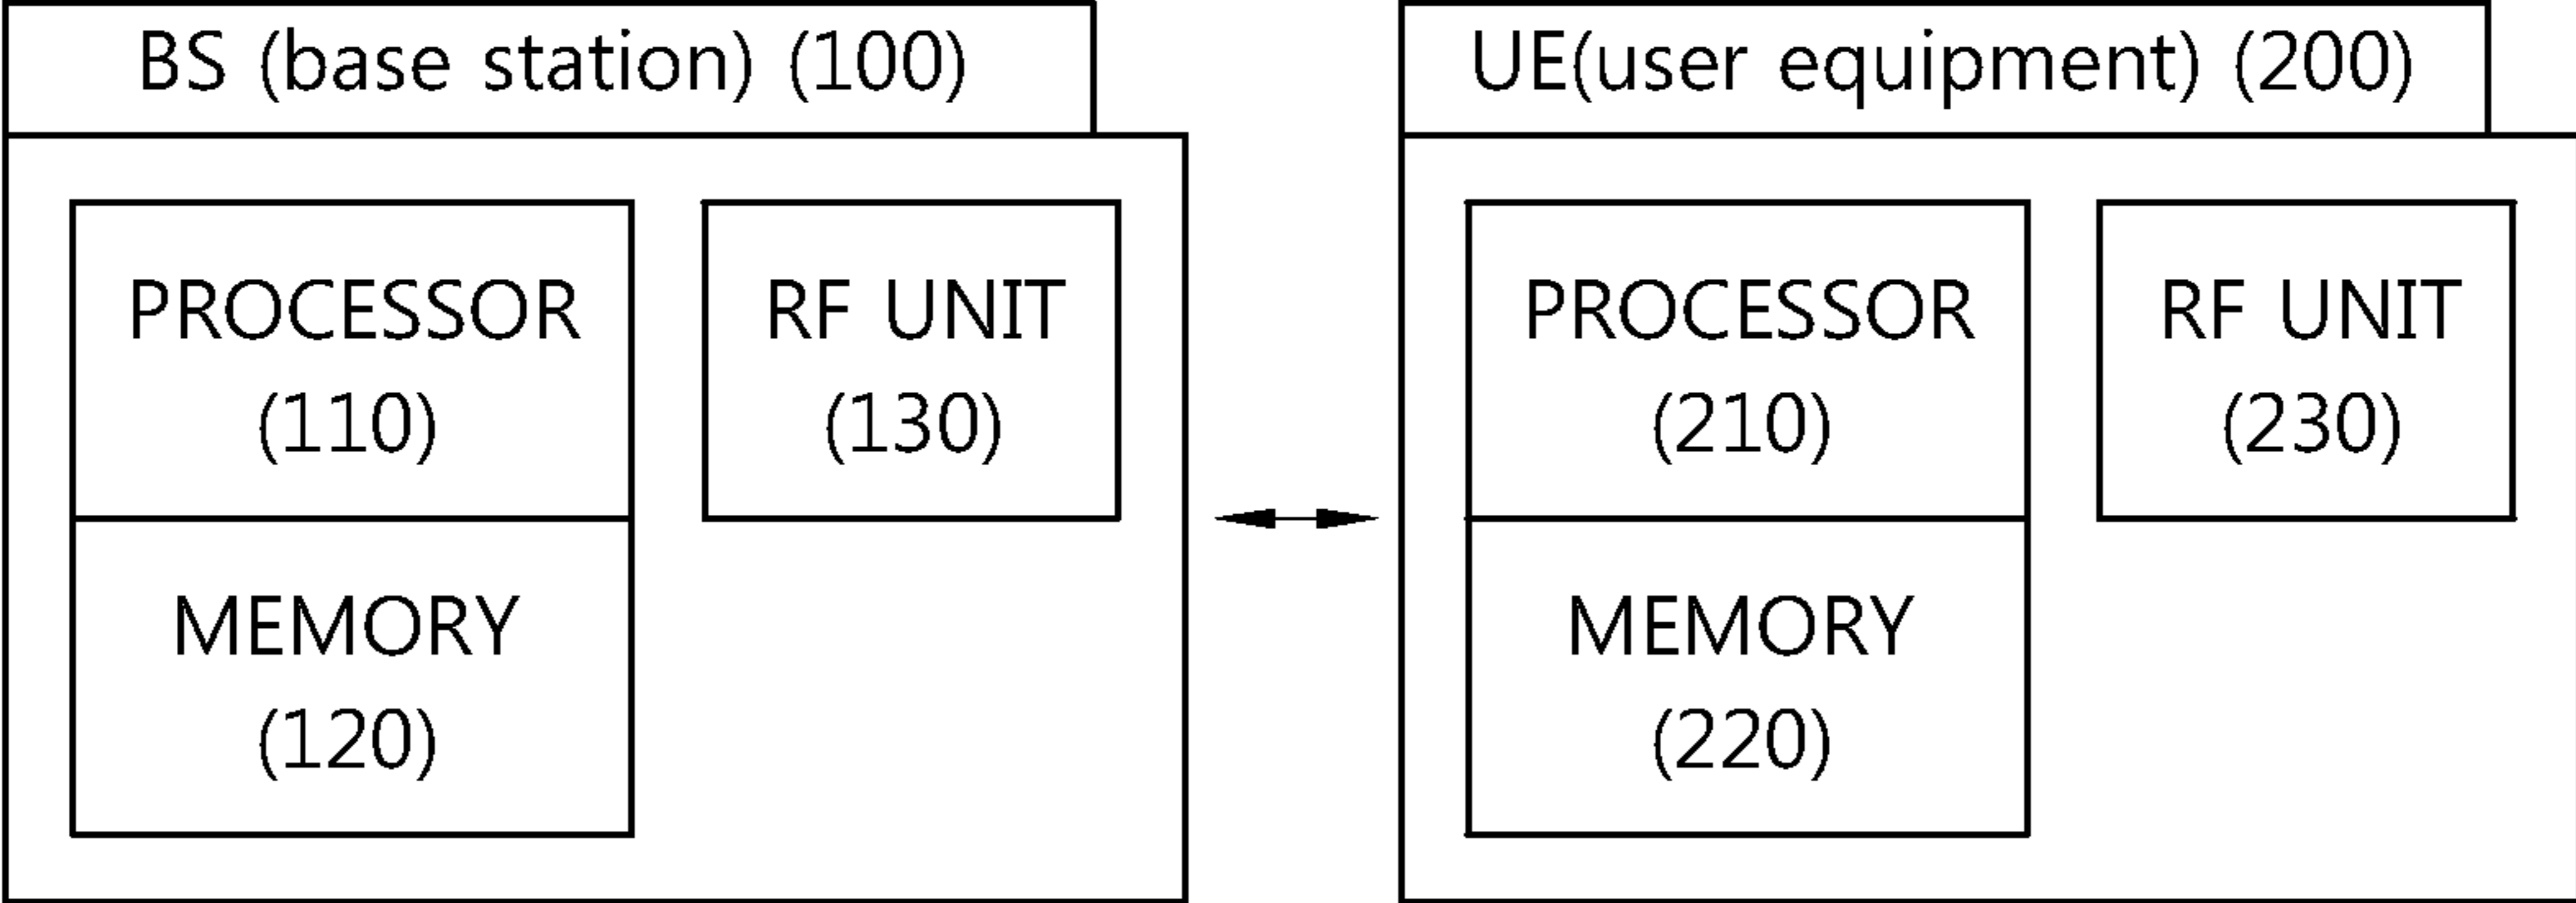 BS (base station) (100)
PROCESSOR
(110)
RF UNIT
(130)
MEMORY
(120)
UE(user equipment) (200)
PROCESSOR
(210)
RF UNIT
(230)
MEMORY
(220)